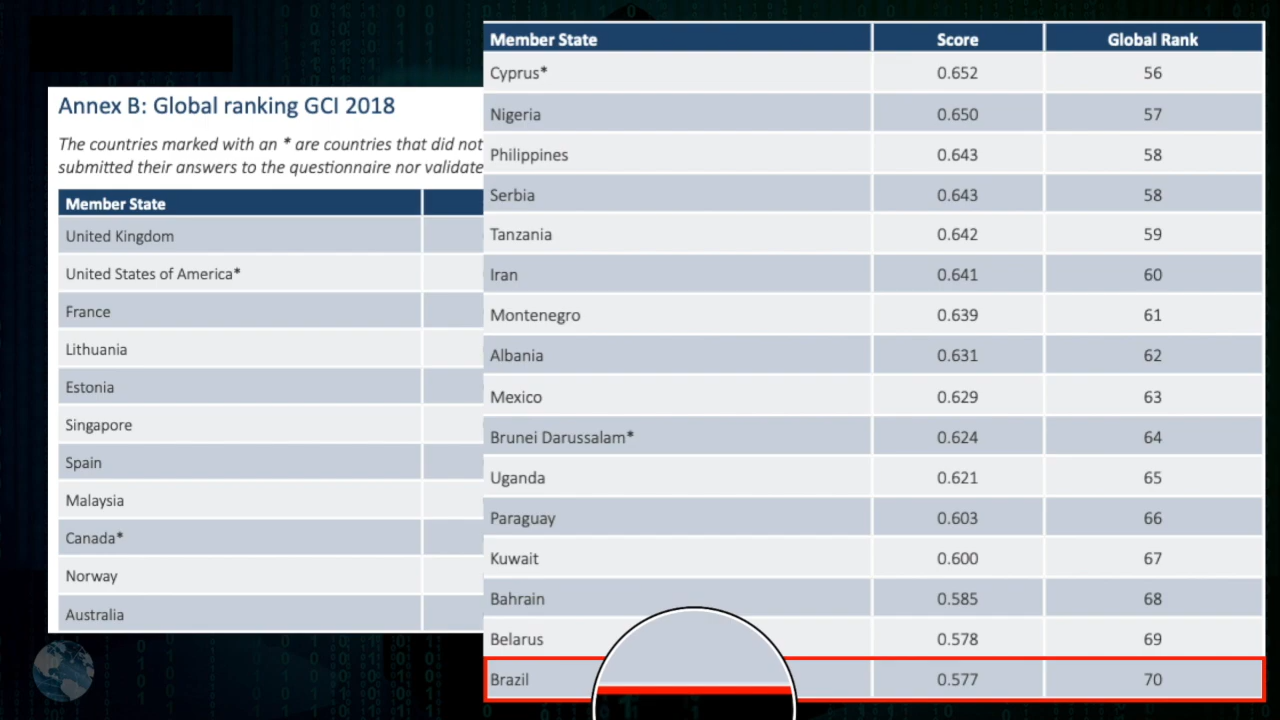 Annex B: Global ranking GCI 2018
The countries marked with an * are countries that did not
submitted their answers to the questionnaire nor validate
Member State
United Kingdom
United States of America*
France
Lithuania
Estonia
Singapore
Spain
Malaysia
Canada*
Norway
Australia
Member State Score Global Rank
Cyprus* 0.652 56
Nigeria 0.650 57
Philippines 0.643 58
Serbia 0.643 58
Tanzania 0.642 59
Iran 0.641 60
Montenegro 0.639 61
Albania 0.631 62
Mexico 0.629 63
Brunei Darussalam* 0.624 64
Uganda 0.621 65
Paraguay 0.603 66
Kuwait 0.600 67
Bahrain 0.585 68
Belarus 0.578 69
Brazil 0.577 70